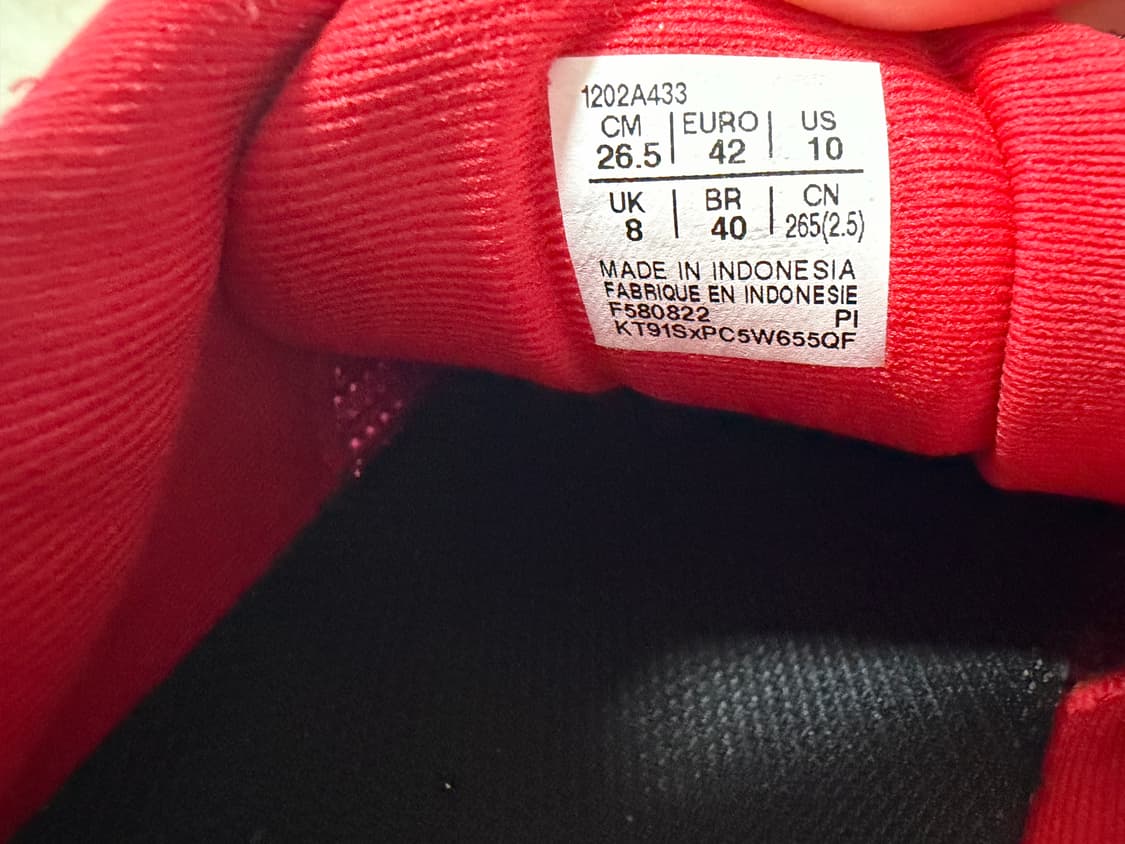 1202A433
CM | EURO | US
26.5 | 42 | 10
UK | BR | CN
8 | 40 | 265(2.5)
MADE IN INDONESIA
FABRIQUE EN INDONESIE
F580822 PI
KT91SxPC5W655QF